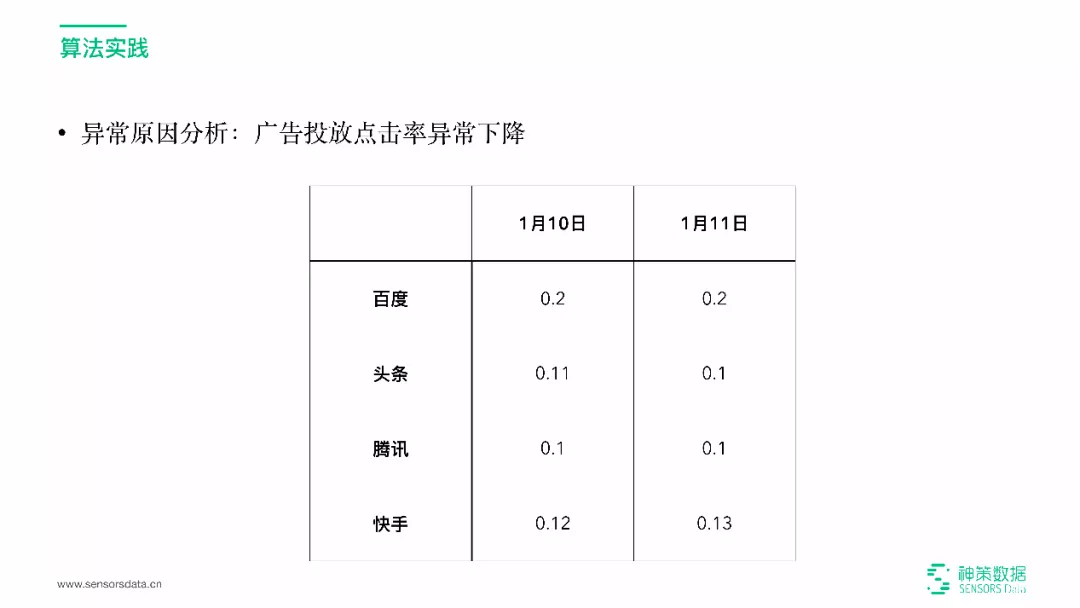 算法实践
• 异常原因分析：广告投放点击率异常下降
1月10日 1月11日
百度 0.2 0.2
头条 0.11 0.1
腾讯 0.1 0.1
快手 0.12 0.13
www.sensorsdata.cn
神策数据
SENSORS Data